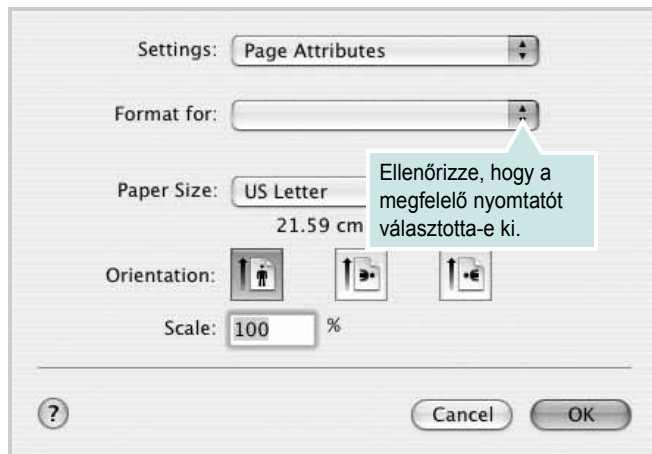 Settings: Page Attributes
Format for:
Ellenőrizze, hogy a
megfelelő nyomtatót
választotta-e ki.
Paper Size: US Letter
21.59 cm
Orientation:
Scale: 100 %
? Cancel OK